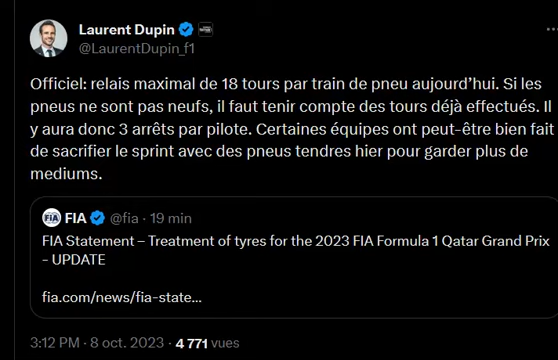 Laurent Dupin
@LaurentDupin_f1
Officiel: relais maximal de 18 tours par train de pneu aujourd’hui. Si les
pneus ne sont pas neufs, il faut tenir compte des tours déjà effectués. Il
y aura donc 3 arrêts par pilote. Certaines équipes ont peut-être bien fait
de sacrifier le sprint avec des pneus tendres hier pour garder plus de
mediums.
FIA @fia · 19 min
FIA Statement – Treatment of tyres for the 2023 FIA Formula 1 Qatar Grand Prix
- UPDATE
fia.com/news/fia-state...
3:12 PM · 8 oct. 2023 · 4 771 vues